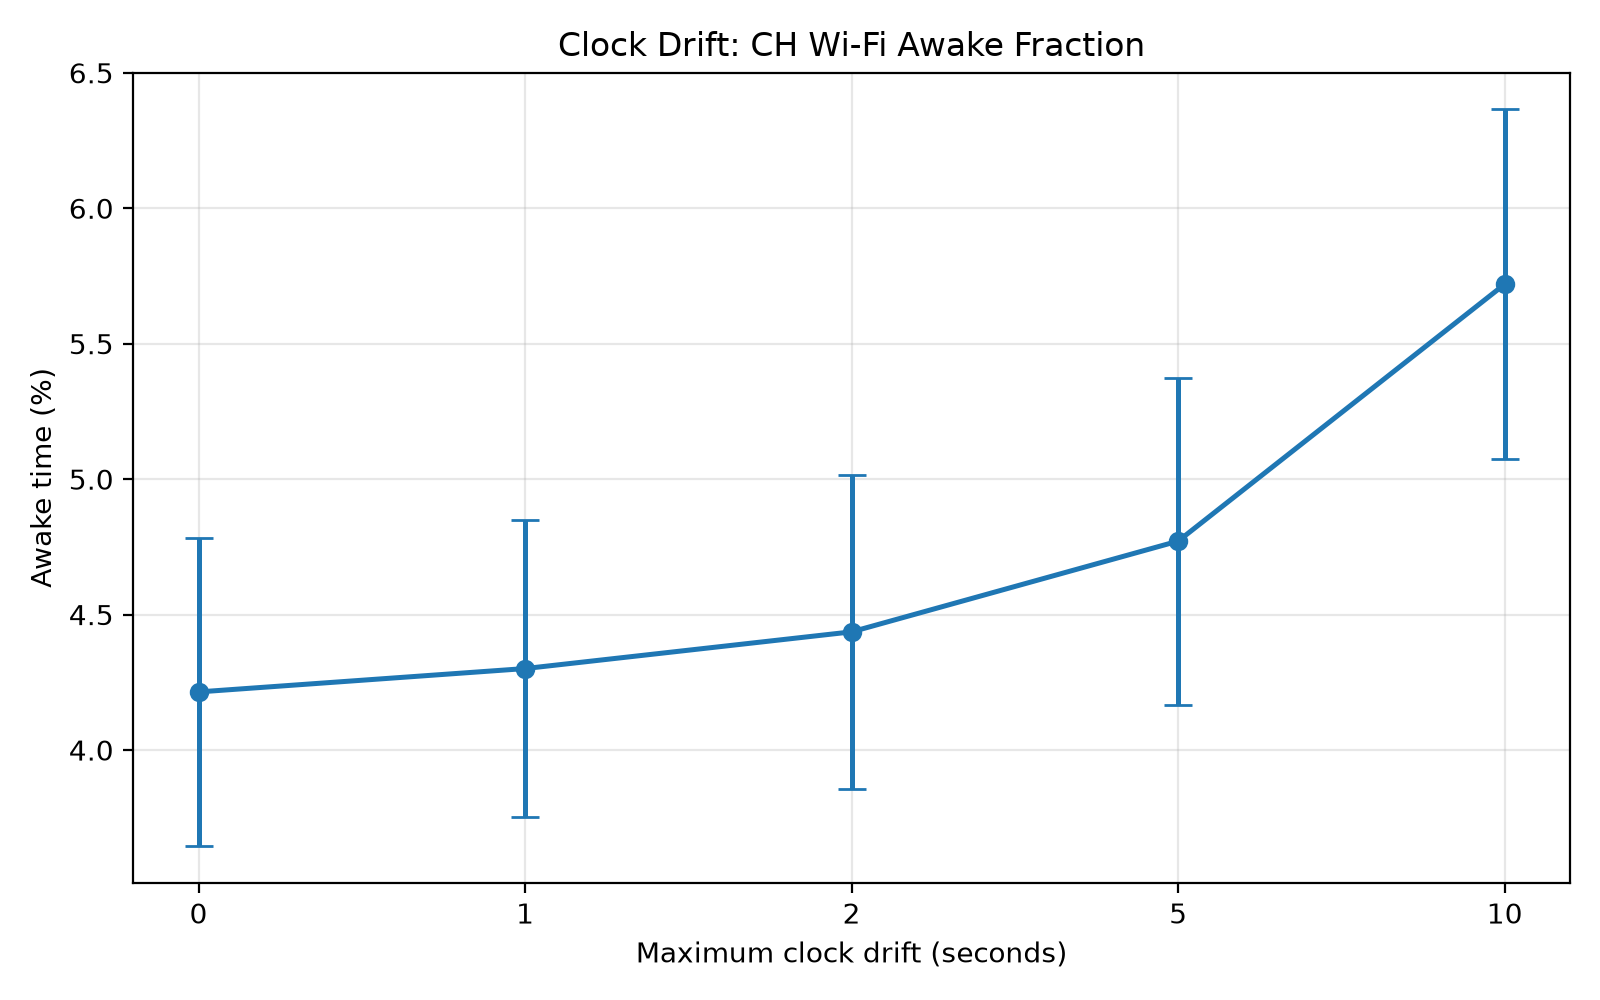 Clock Drift: CH Wi-Fi Awake Fraction
6.5
6.0
5.5
5.0
4.5
4.0
Awake time (%)
0 1 2 5 10
Maximum clock drift (seconds)